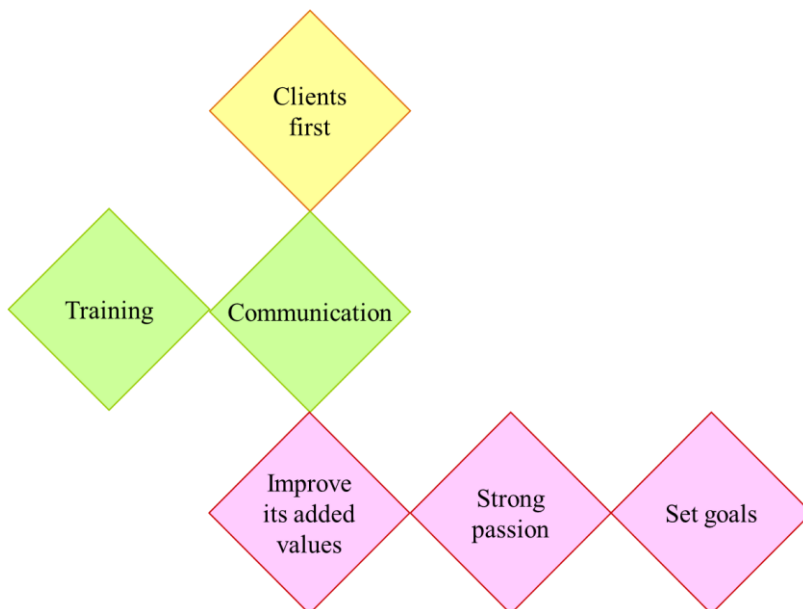 Clients
first
Training
Communication
Improve
its added
values
Strong
passion
Set goals